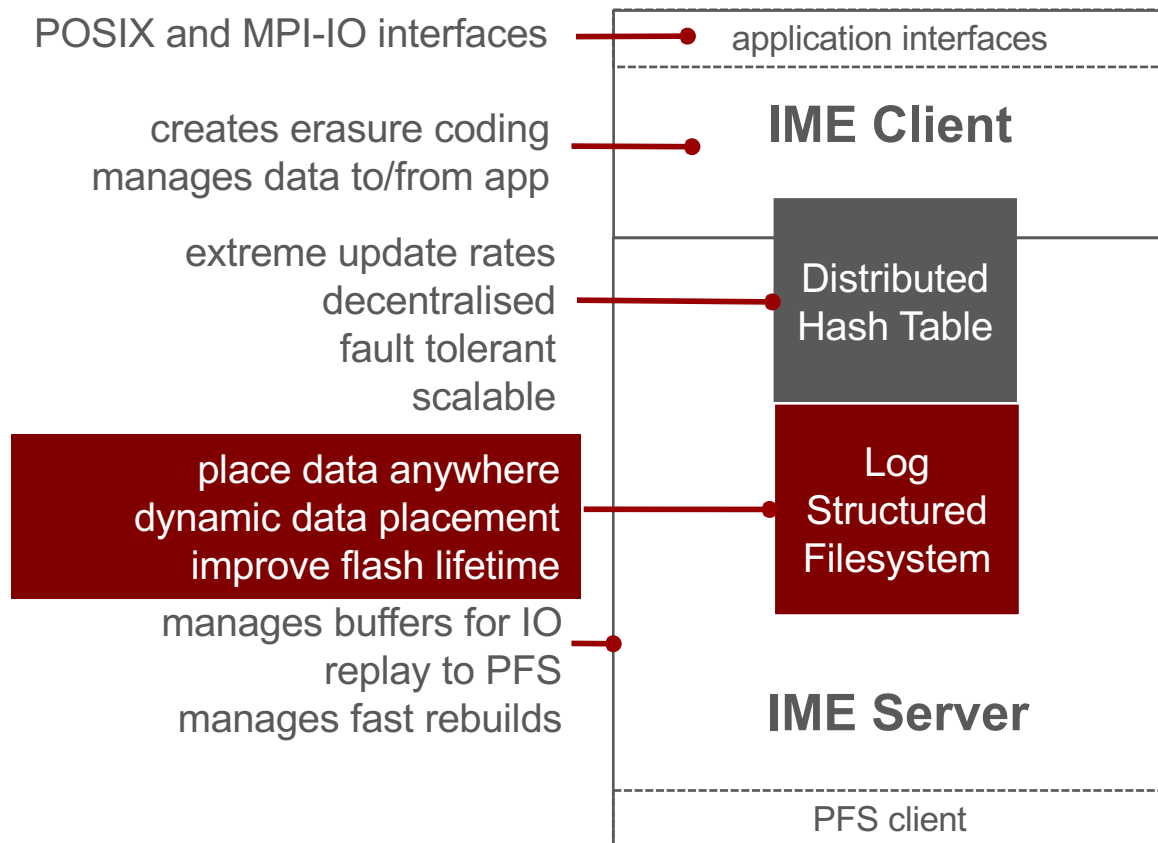 POSIX and MPI-IO interfaces
application interfaces
IME Client
creates erasure coding
manages data to/from app
extreme update rates
decentralised
fault tolerant
scalable
Distributed
Hash Table
place data anywhere
dynamic data placement
improve flash lifetime
Log
Structured
Filesystem
manages buffers for IO
replay to PFS
manages fast rebuilds
IME Server
PFS client